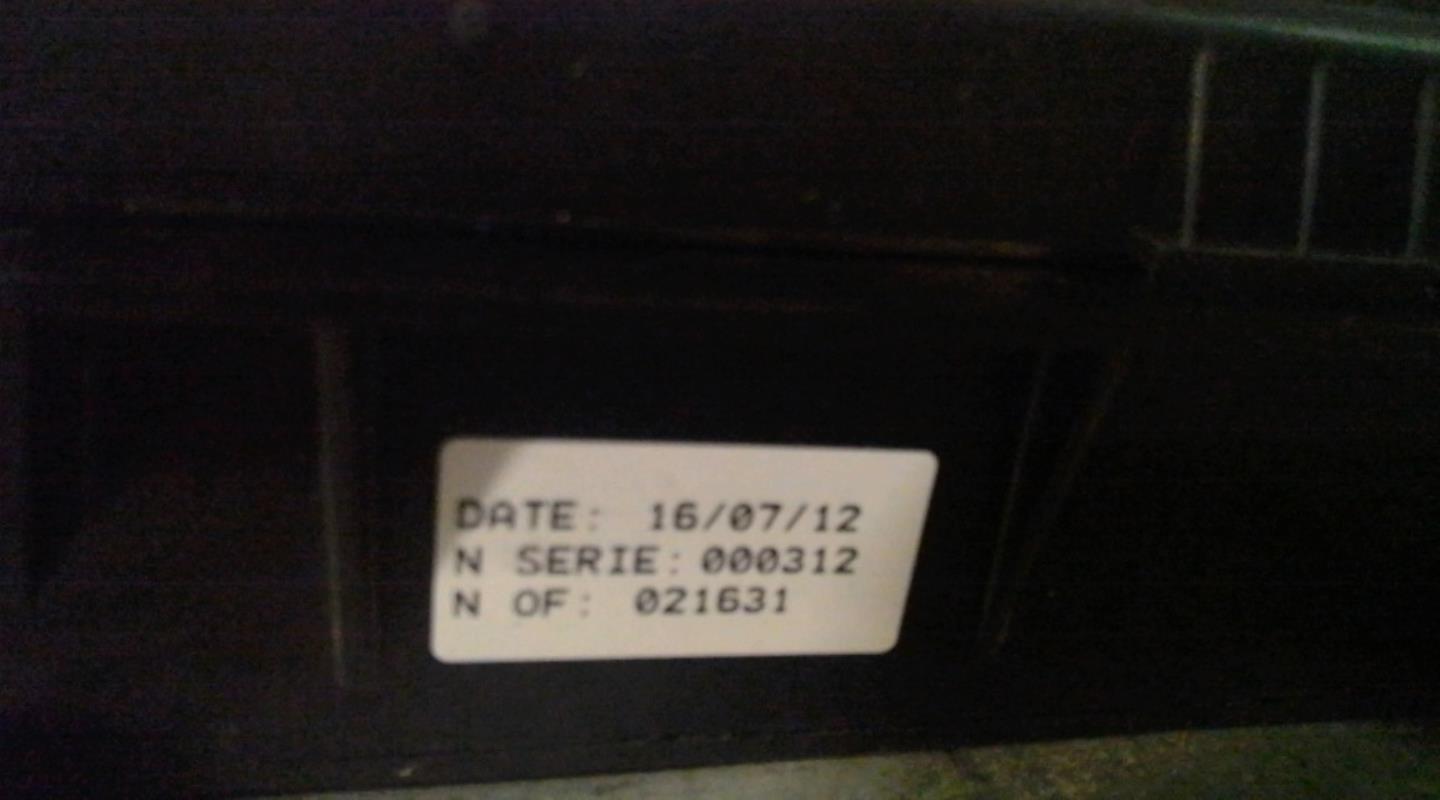 DATE: 16/07/12
N SERIE: 000312
N OF: 021631